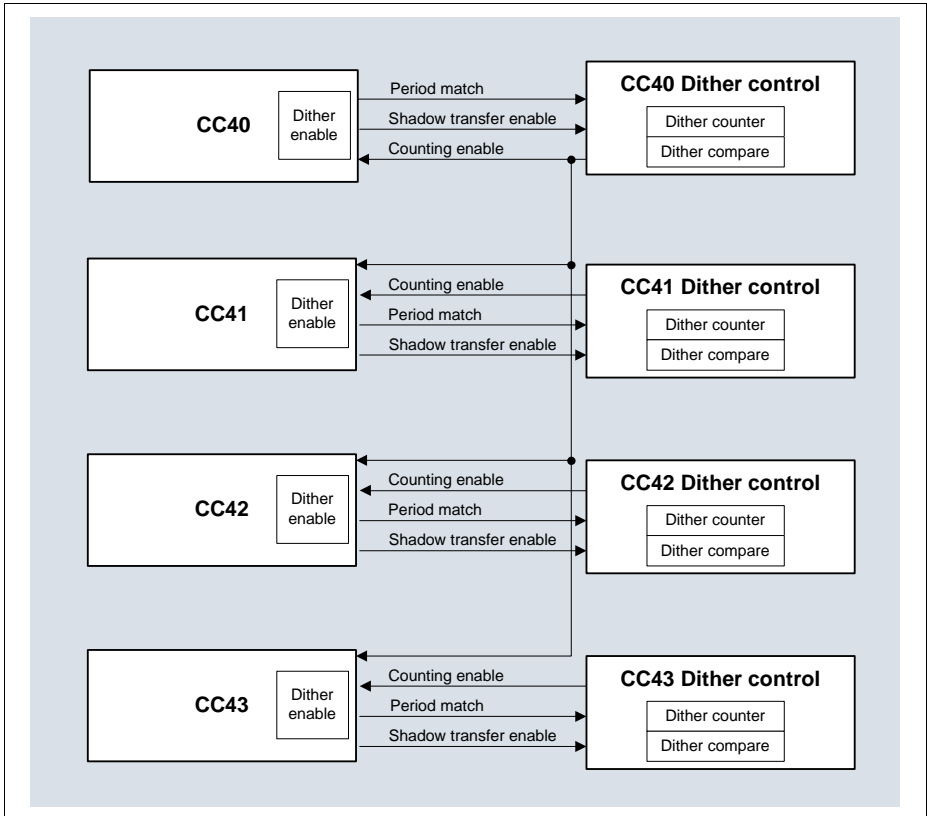 CC40
Dither
enable
Period match
Shadow transfer enable
Counting enable
CC40 Dither control
Dither counter
Dither compare
CC41
Dither
enable
Counting enable
Period match
Shadow transfer enable
CC41 Dither control
Dither counter
Dither compare
CC42
Dither
enable
Counting enable
Period match
Shadow transfer enable
CC42 Dither control
Dither counter
Dither compare
CC43
Dither
enable
Counting enable
Period match
Shadow transfer enable
CC43 Dither control
Dither counter
Dither compare